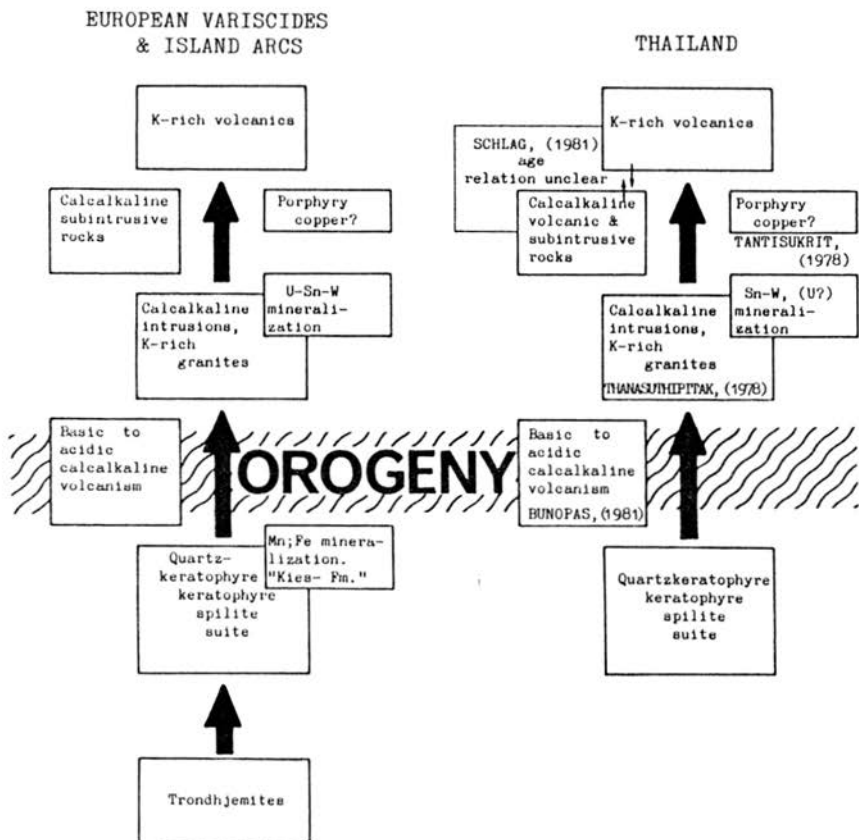 EUROPEAN VARISCIDES
& ISLAND ARCS
K-rich volcanics
Calcalkaline
subintrusive
rocks
Porphyry
copper?
U-Sn-W
minerali-
zation
Calcalkaline
intrusions,
K-rich
granites
Basic to
acidic
calcalkaline
volcanism
OROGENY
Mn;Fe minera-
lization.
"Kies- Fm."
Quartz-
keratophyre
keratophyre
spilite
suite
Trondhjemites
THAILAND
K-rich volcanics
SCHLAG, (1981)
age
relation unclear
Calcalkaline
volcanic &
subintrusive
rocks
Porphyry
copper?
TANTISUKRIT,
(1978)
Sn-W, (U?)
minerali-
zation
Calcalkaline
intrusions,
K-rich
granites
THANASUTHIPITAK, (1978)
Basic to
acidic
calcalkaline
volcanism
BUNOPAS, (1981)
Quartzkeratophyre
keratophyre
spilite
suite